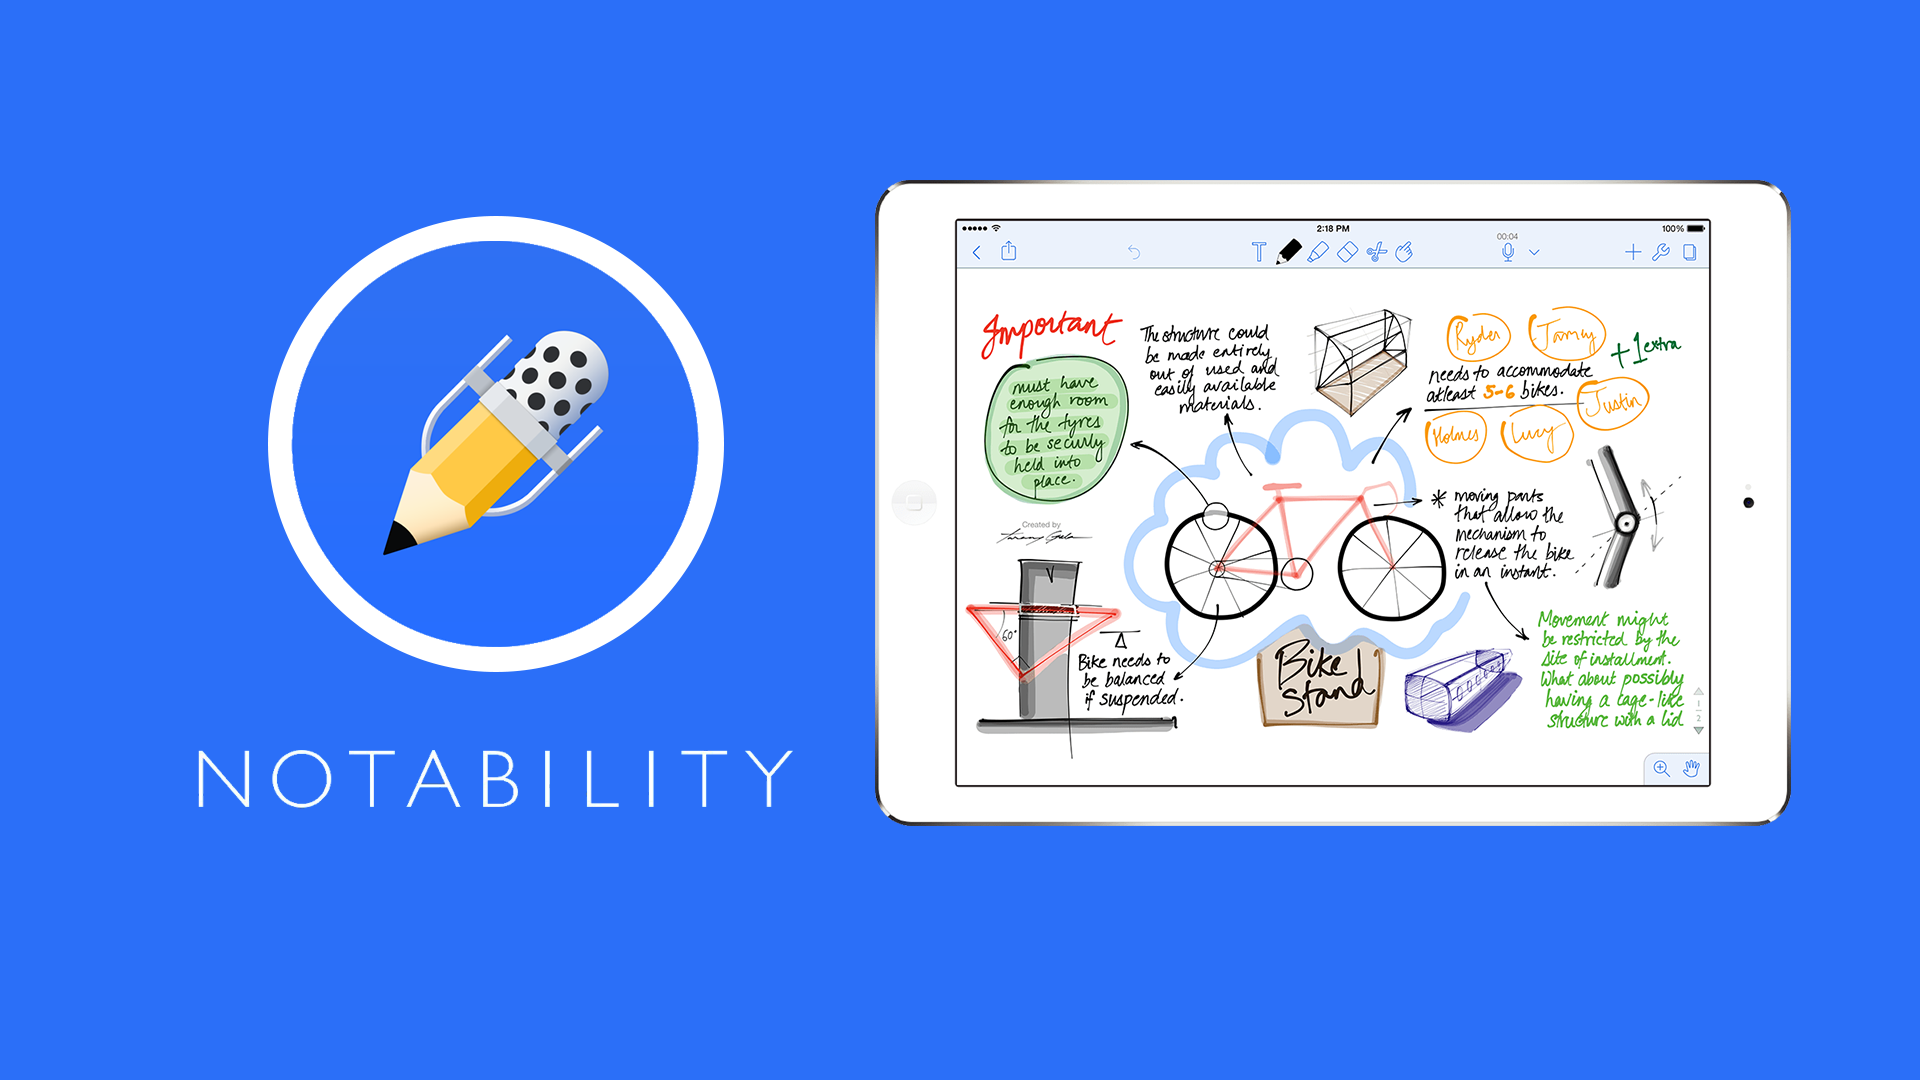 NOTABILITY
2:18 PM
100%
T
00:04
Important
must have
enough room
for the tyres
to be securly
held into
place.
The structure could
be made entirely
out of used and
easily available
materials.
Ryder
+1 extra
needs to accommodate
atleast 5-6 bikes.
Justin
Holmes
Lucy
* moving parts
that allow the
mechanism to
release the bike
in an instant.
Created by
60°
Bike needs to
be balanced
if suspended.
Bike
stand
Movement might
be restricted by the
site of installment.
What about possibly
having a cage-like
structure with a lid
1
2